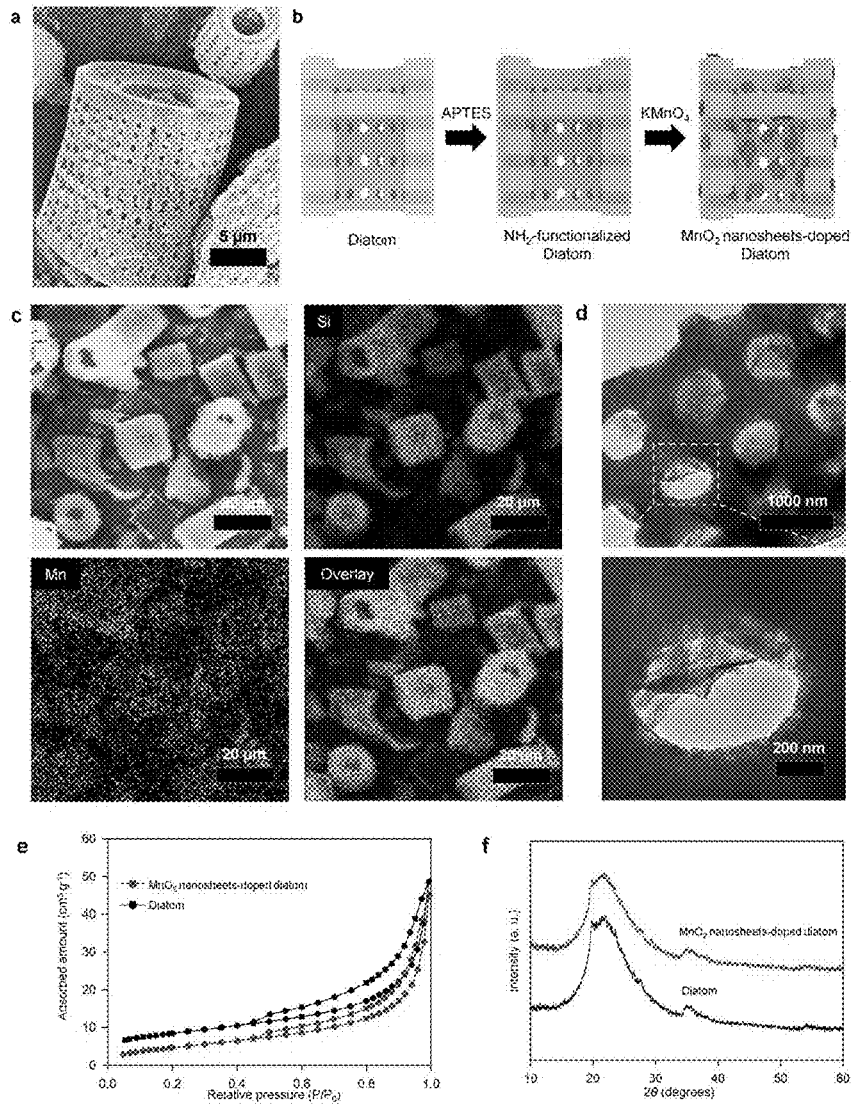 a
b
5 μm
APTES
KMnO₄
Diatom
NH₂-functionalized
Diatom
MnO₂ nanosheets-doped
Diatom
c
Si
d
20 μm
1000 nm
Mn
Overlay
20 μm
20 μm
200 nm
e
f
Adsorbed amount (cm³ g⁻¹)
60
50
40
30
20
10
0
MnO₂ nanosheets-doped diatom
Diatom
0.0
0.2
0.4
0.6
0.8
1.0
Relative pressure (P/P₀)
Intensity (a. u.)
MnO₂ nanosheets-doped diatom
Diatom
10
20
30
40
50
60
2θ (degrees)